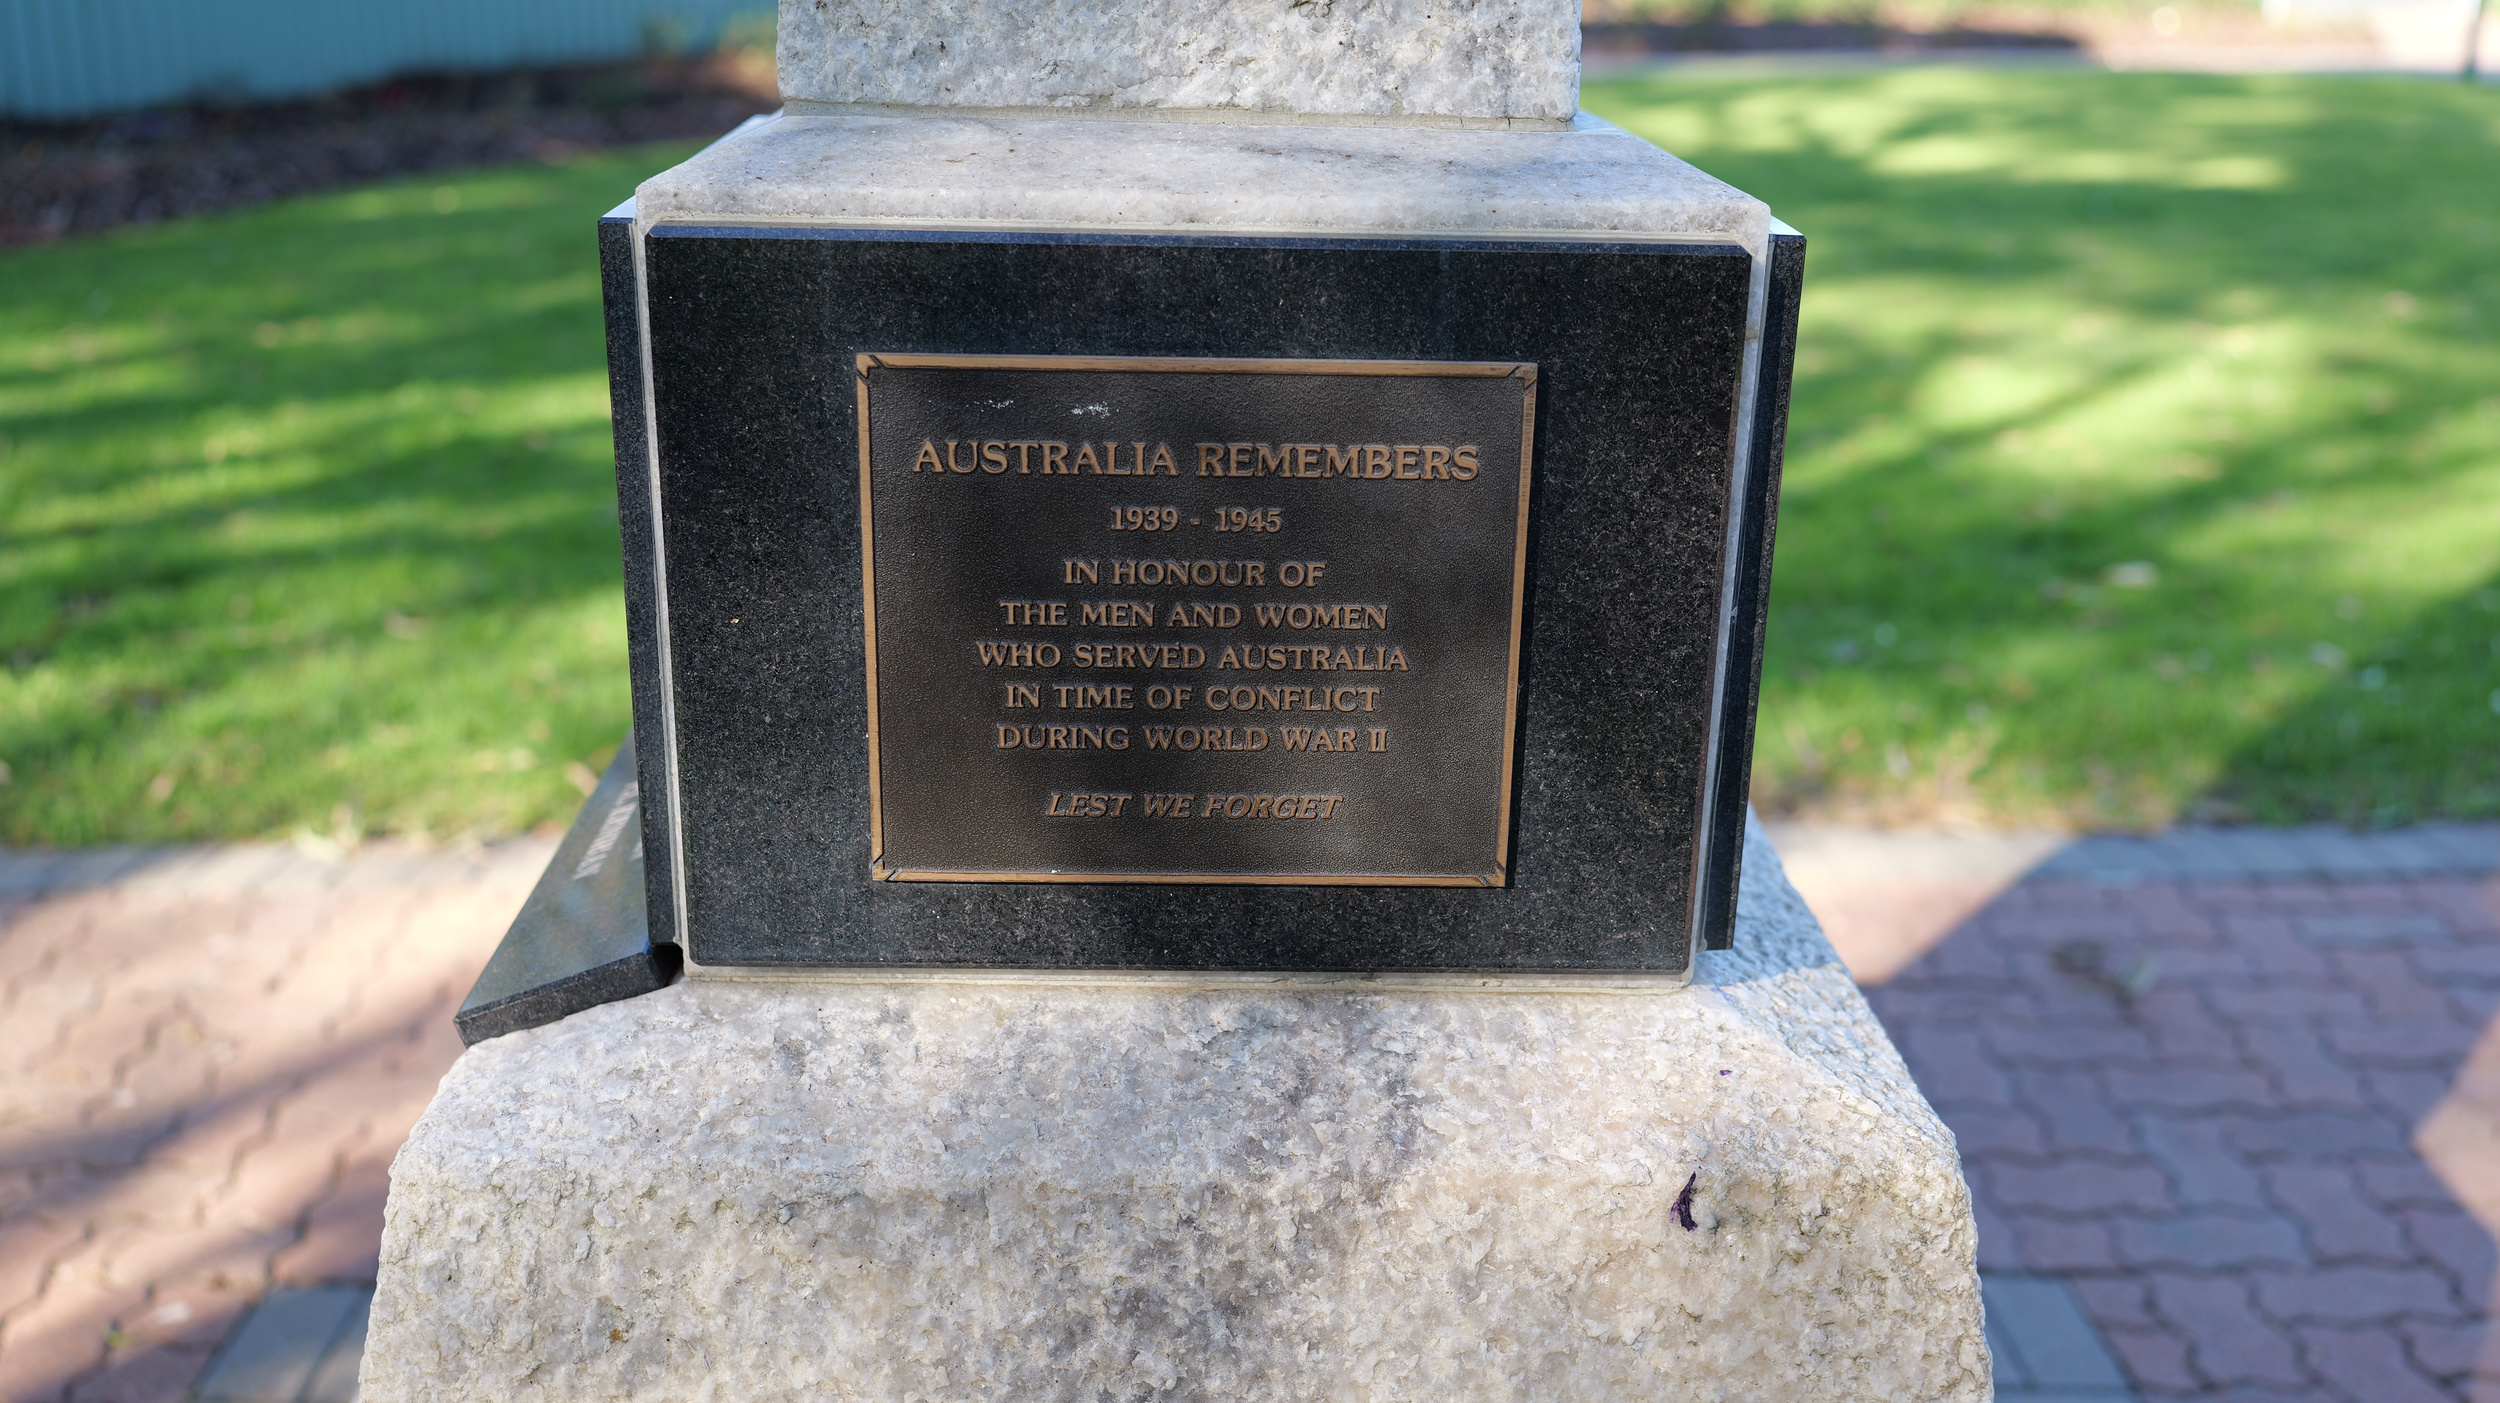 AUSTRALIA REMEMBERS
1939 - 1945
IN HONOUR OF
THE MEN AND WOMEN
WHO SERVED AUSTRALIA
IN TIME OF CONFLICT
DURING WORLD WAR II
LEST WE FORGET